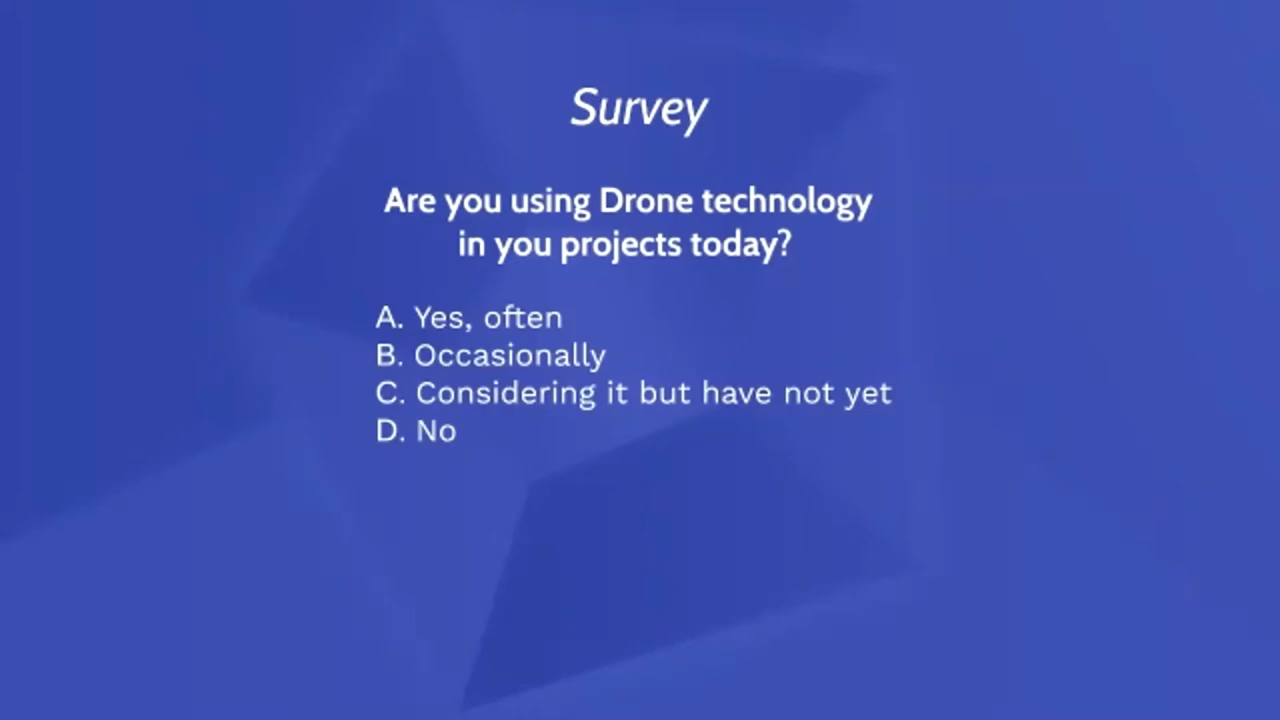 Survey
Are you using Drone technology
in you projects today?
A. Yes, often
B. Occasionally
C. Considering it but have not yet
D. No